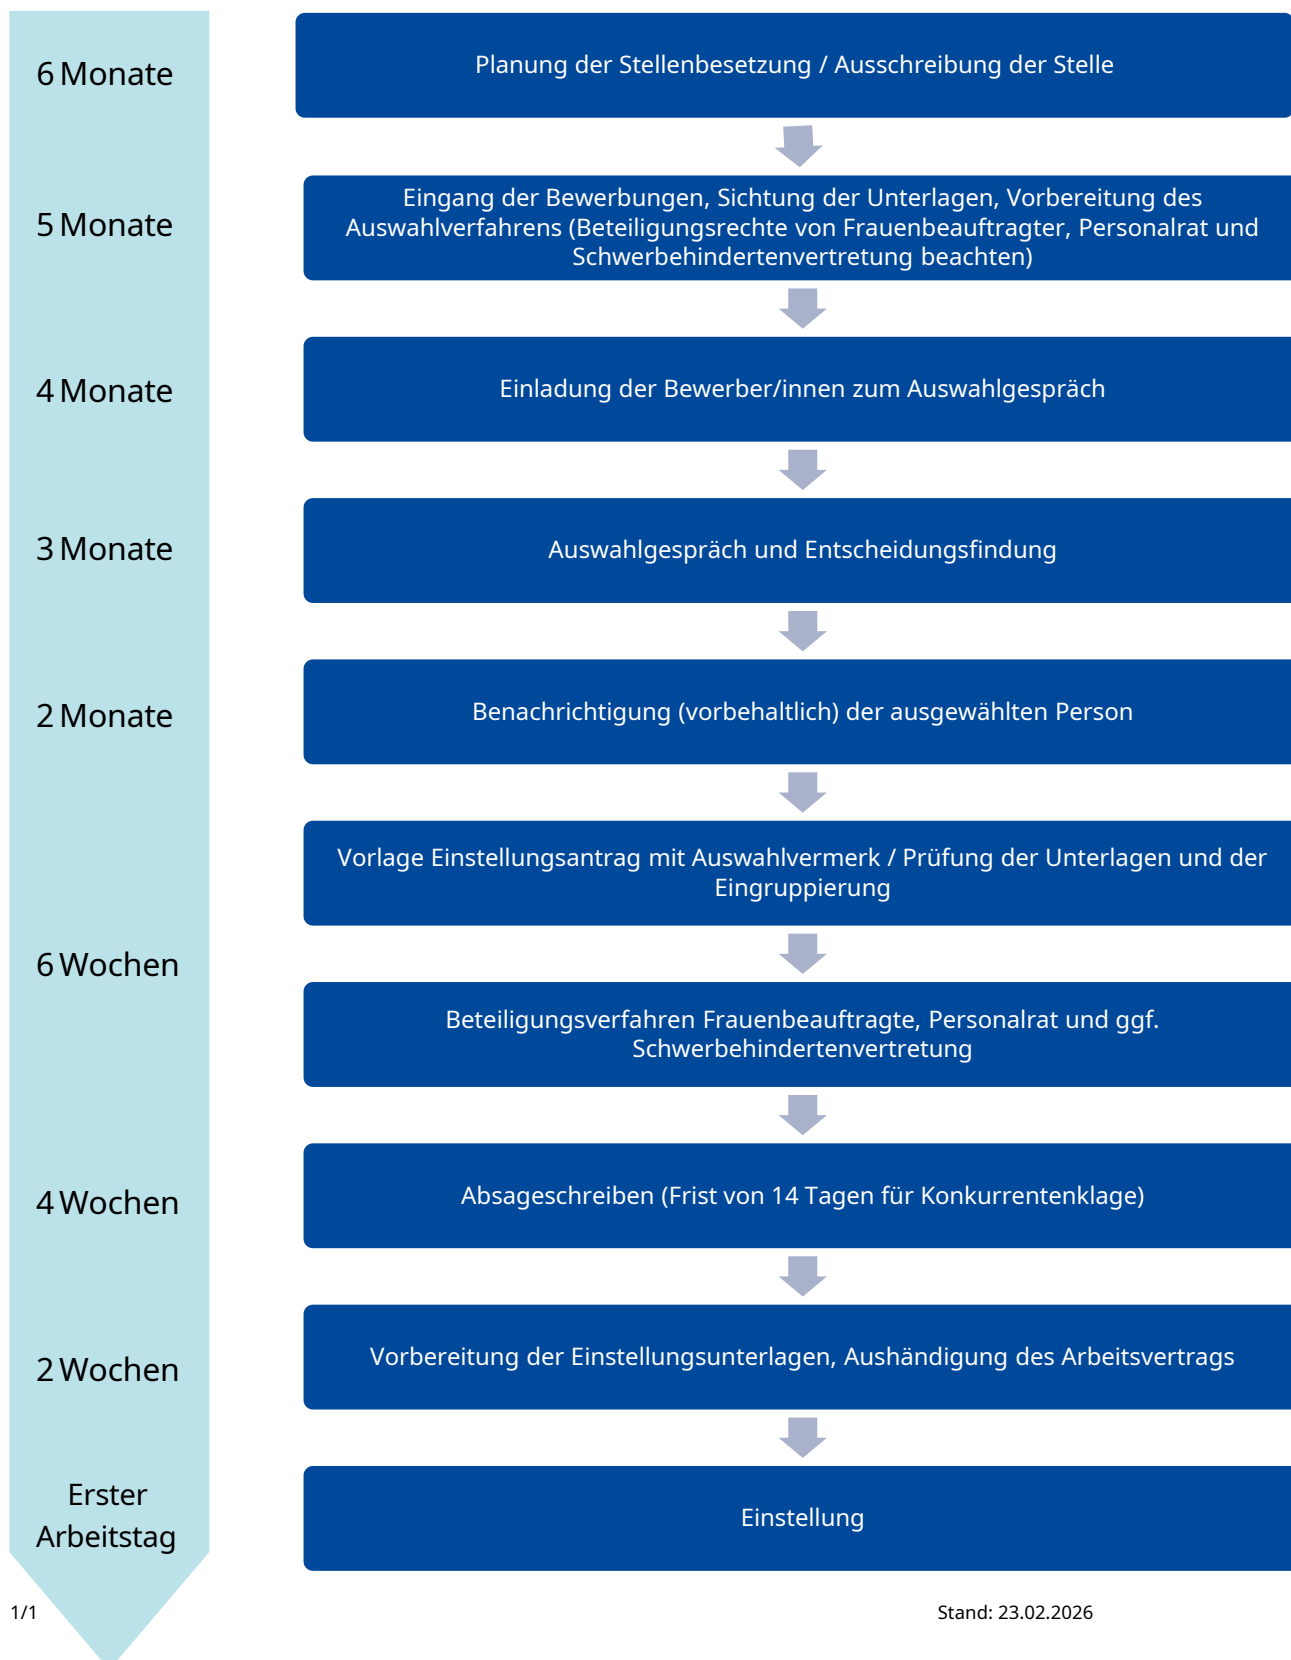 6 Monate
Planung der Stellenbesetzung / Ausschreibung der Stelle
5 Monate
Eingang der Bewerbungen, Sichtung der Unterlagen, Vorbereitung des
Auswahlverfahrens (Beteiligungsrechte von Frauenbeauftragter, Personalrat und
Schwerbehindertenvertretung beachten)
4 Monate
Einladung der Bewerber/innen zum Auswahlgespräch
3 Monate
Auswahlgespräch und Entscheidungsfindung
2 Monate
Benachrichtigung (vorbehaltlich) der ausgewählten Person
Vorlage Einstellungsantrag mit Auswahlvermerk / Prüfung der Unterlagen und der
Eingruppierung
6 Wochen
Beteiligungsverfahren Frauenbeauftragte, Personalrat und ggf.
Schwerbehindertenvertretung
4 Wochen
Absageschreiben (Frist von 14 Tagen für Konkurrentenklage)
2 Wochen
Vorbereitung der Einstellungsunterlagen, Aushändigung des Arbeitsvertrags
Erster
Arbeitstag
Einstellung
1/1
Stand: 23.02.2026